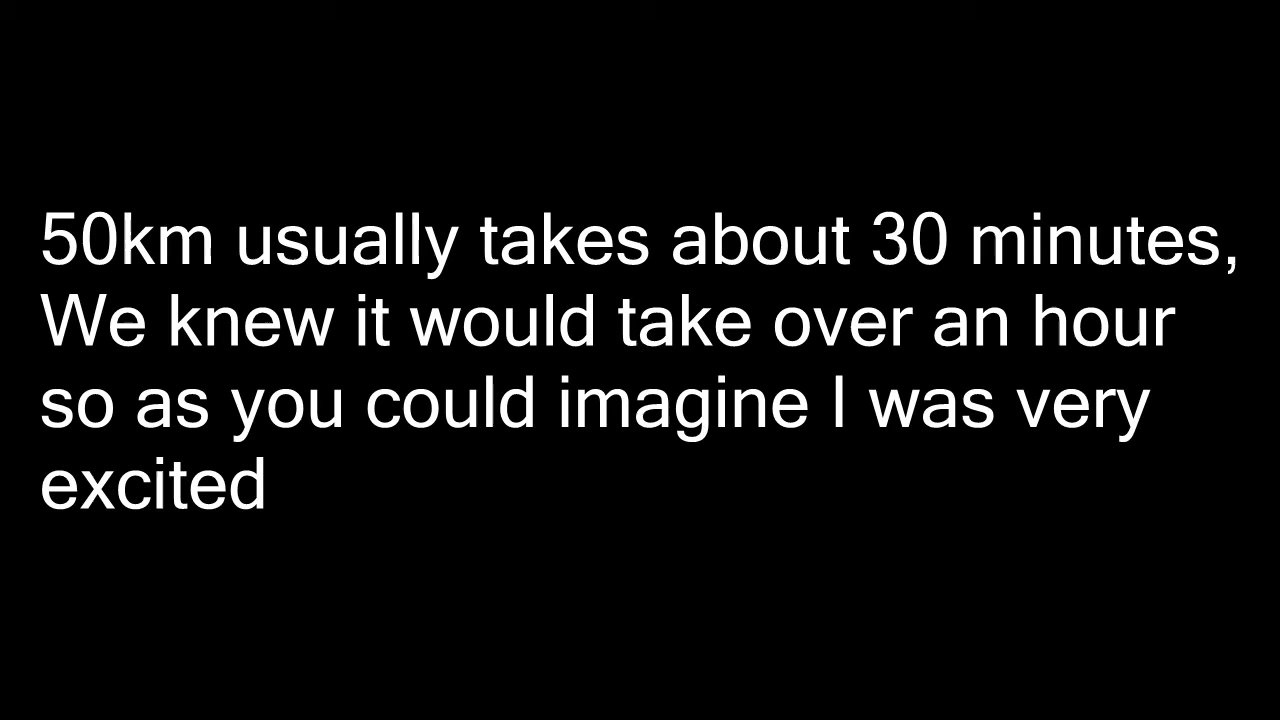 50km usually takes about 30 minutes,
We knew it would take over an hour
so as you could imagine I was very
excited